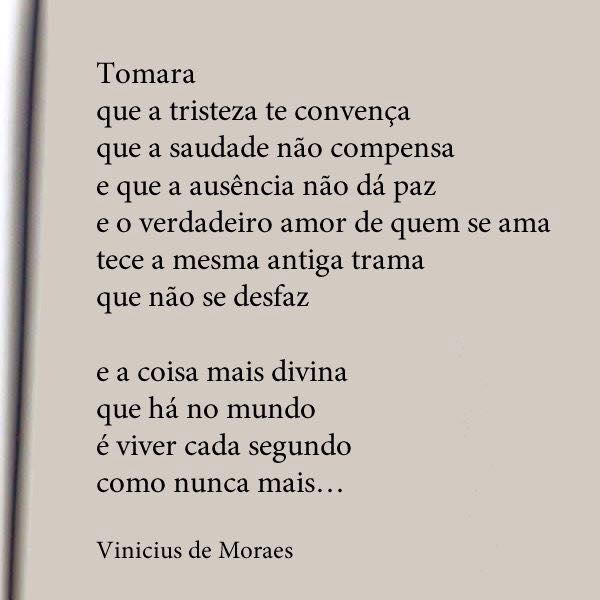 Tomara
que a tristeza te convença
que a saudade não compensa
e que a ausência não dá paz
e o verdadeiro amor de quem se ama
tece a mesma antiga trama
que não se desfaz
e a coisa mais divina
que há no mundo
é viver cada segundo
como nunca mais…
Vinicius de Moraes